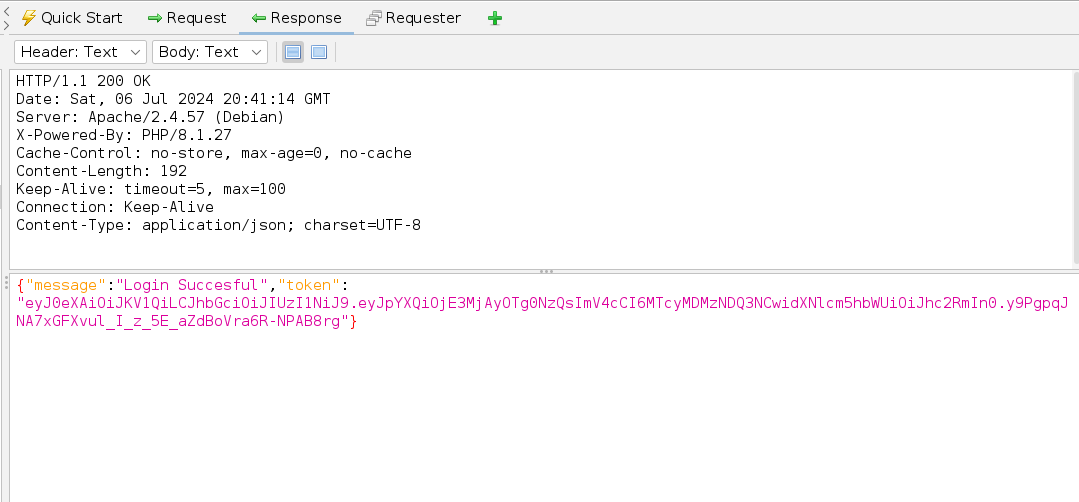 Quick Start Request Response Requester
Header: Text Body: Text
HTTP/1.1 200 OK
Date: Sat, 06 Jul 2024 20:41:14 GMT
Server: Apache/2.4.57 (Debian)
X-Powered-By: PHP/8.1.27
Cache-Control: no-store, max-age=0, no-cache
Content-Length: 192
Keep-Alive: timeout=5, max=100
Connection: Keep-Alive
Content-Type: application/json; charset=UTF-8
{"message":"Login Succesful","token":
"eyJ0eXAiOiJKV1QiLCJhbGciOiJIUzI1NiJ9.eyJpYXQiOjE3MjAyOTg0NzQsImV4cCI6MTcyMDMzNDQ3NCwidXNlcm5hbWUiOiJhc2RmIn0.y9PgpqJ
NA7xGFXvul_I_z_5E_aZdBoVra6R-NPAB8rg"}